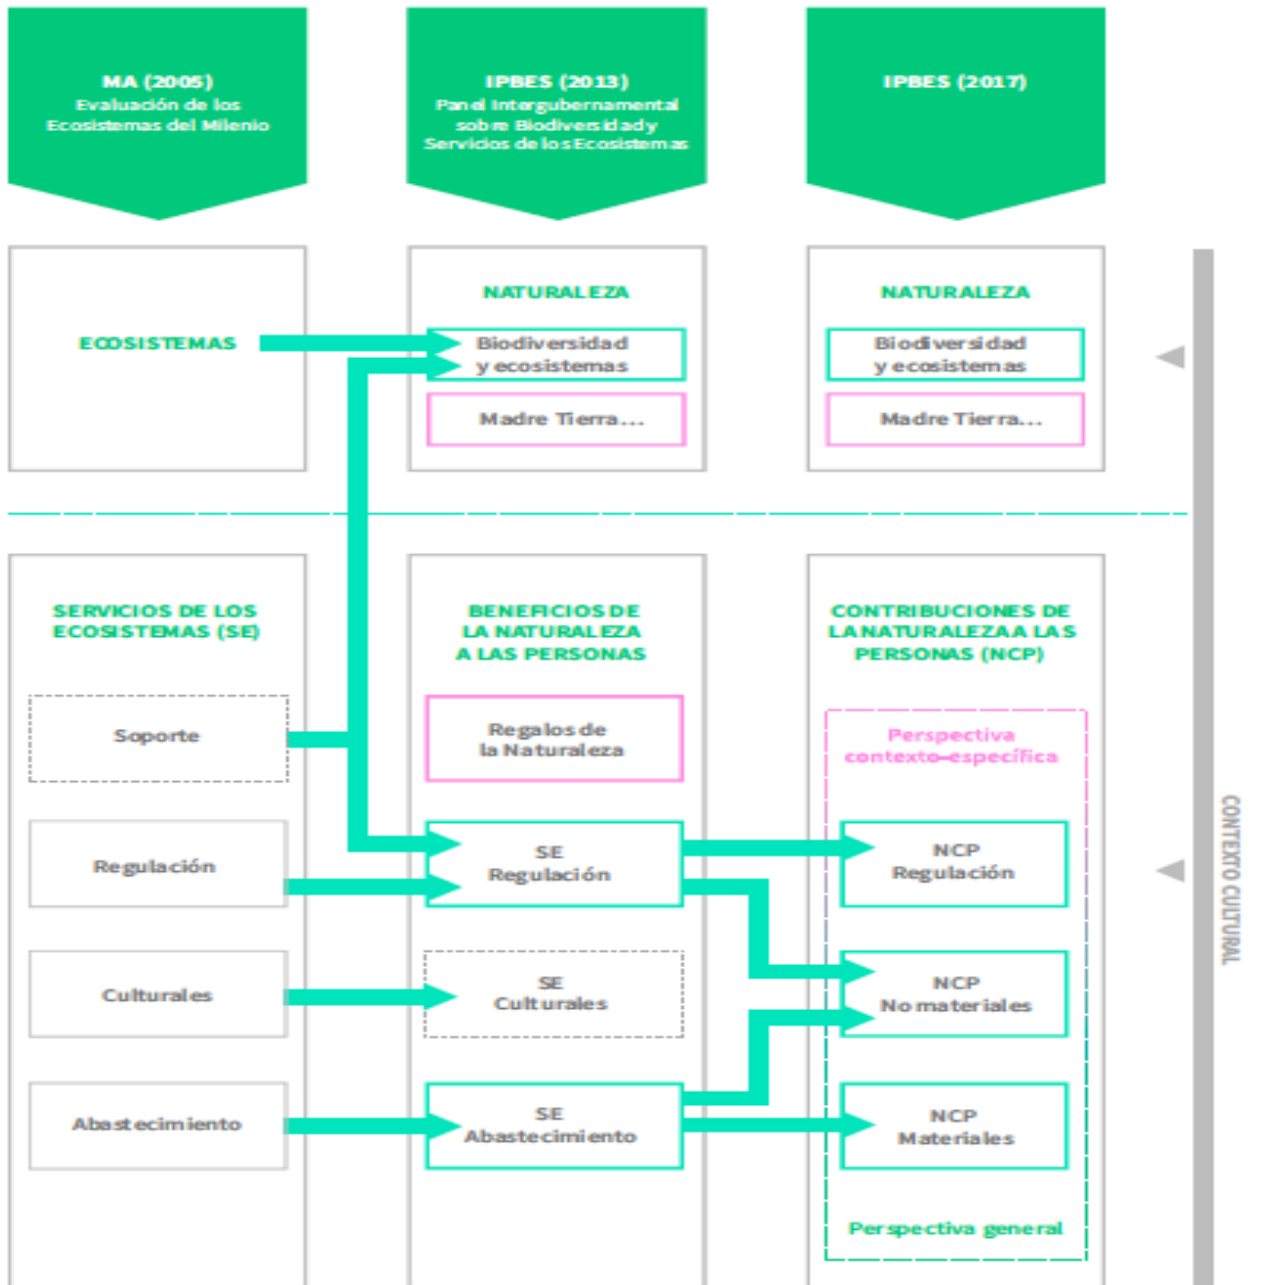 MA (2005)
Evaluación de los
Ecosistemas del Milenio
IPBES (2013)
Panel Intergubernamental
sobre Biodiversidad y
Servicios de los Ecosistemas
IPBES (2017)
ECOSISTEMAS
NATURALEZA
Biodiversidad
y ecosistemas
Madre Tierra...
NATURALEZA
Biodiversidad
y ecosistemas
Madre Tierra...
SERVICIOS DE LOS
ECOSISTEMAS (SE)
Soporte
Regulación
Culturales
Abastecimiento
BENEFICIOS DE
LA NATURALEZA
A LAS PERSONAS
Regalos de
la Naturaleza
SE
Regulación
SE
Culturales
SE
Abastecimiento
CONTRIBUCIONES DE
LA NATURALEZA A LAS
PERSONAS (NCP)
Perspectiva
contexto-específica
NCP
Regulación
NCP
No materiales
NCP
Materiales
Perspectiva general
CONTEXTO CULTURAL